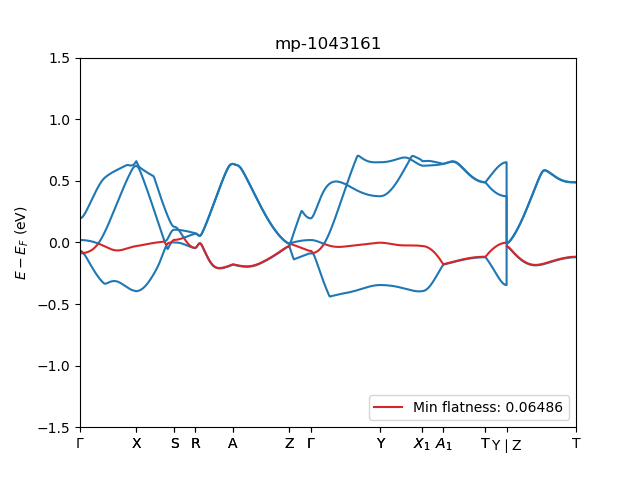 mp-1043161
E − E_F (eV)
1.5
1.0
0.5
0.0
−0.5
−1.0
−1.5
Min flatness: 0.06486
Γ X S R A Z Γ Y X₁ A₁ T Y | Z T